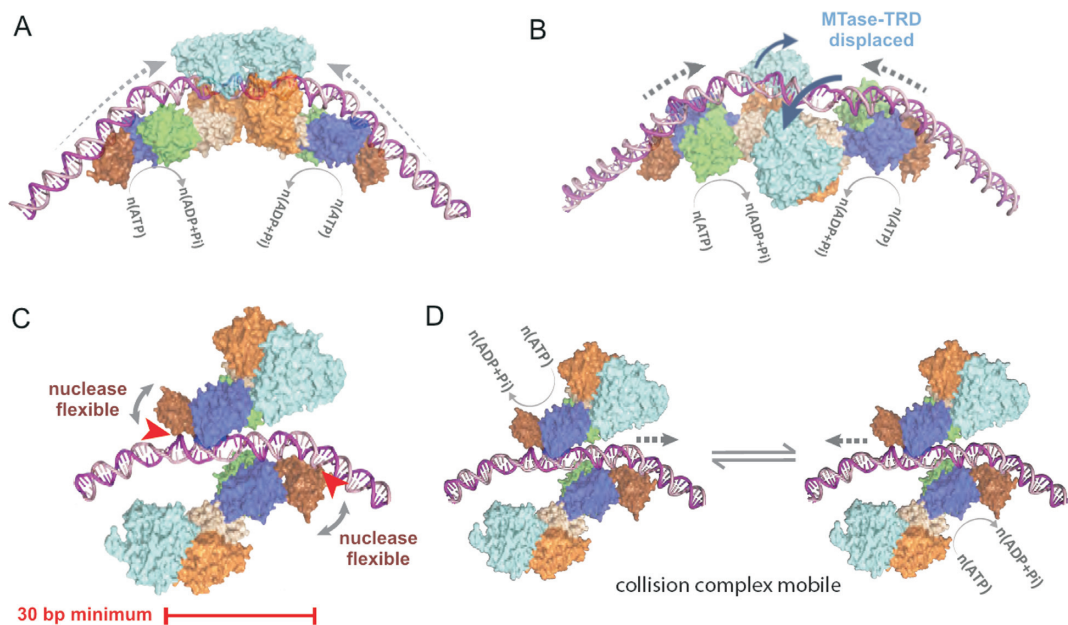 A
n(ATP)
n(ADP+Pi)
n(ADP+Pi)
n(ATP)
B
MTase-TRD
displaced
n(ATP)
n(ADP+Pi)
n(ADP+Pi)
n(ATP)
C
nuclease
flexible
nuclease
flexible
30 bp minimum
D
n(ADP+Pi)
n(ATP)
n(ATP)
n(ADP+Pi)
collision complex mobile